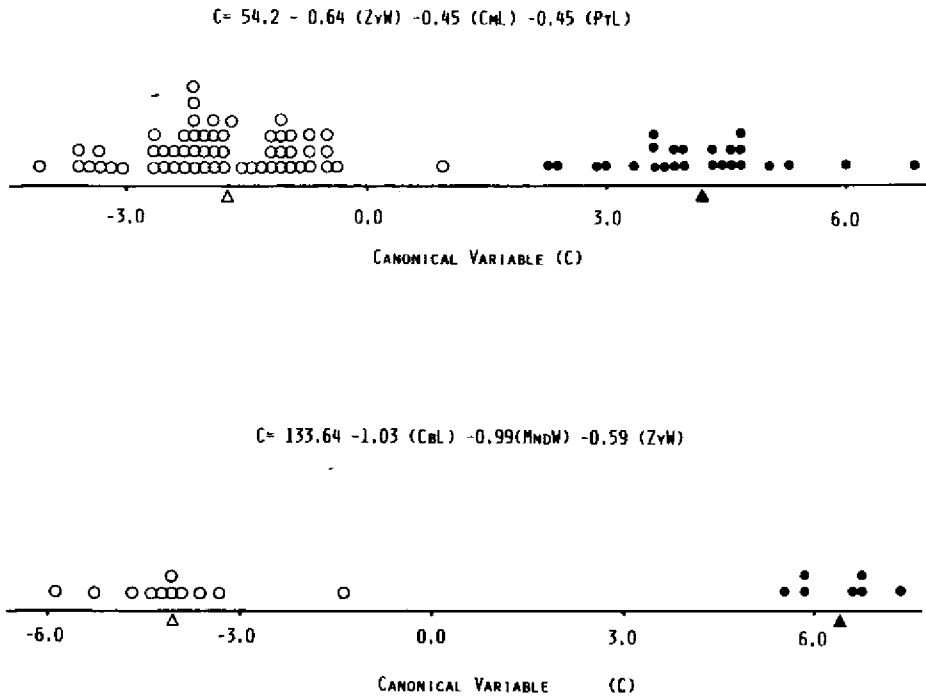 C= 54.2 - 0.64 (ZYW) -0.45 (CML) -0.45 (PTL)
-3.0 0.0 3.0 6.0
CANONICAL VARIABLE (C)
C= 133.64 -1.03 (CBL) -0.99(MNDW) -0.59 (ZYW)
-6.0 -3.0 0.0 3.0 6.0
CANONICAL VARIABLE (C)